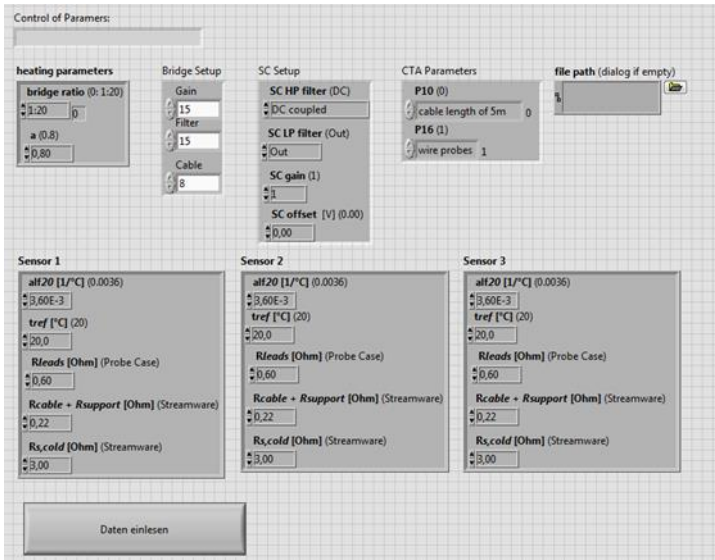 Control of Paramers:
heating parameters
bridge ratio (0: 1:20)
1:20 0
a (0.8)
0,80
Bridge Setup
Gain
15
Filter
15
Cable
8
SC Setup
SC HP filter (DC)
DC coupled
SC LP filter (Out)
Out
SC gain (1)
1
SC offset [V] (0.00)
0,00
CTA Parameters
P10 (0)
cable length of 5m 0
P16 (1)
wire probes 1
file path (dialog if empty)
Sensor 1
alf20 [1/°C] (0.0036)
3,60E-3
tref [°C] (20)
20,0
Rleads [Ohm] (Probe Case)
0,60
Rcable + Rsupport [Ohm] (Streamware)
0,22
Rs,cold [Ohm] (Streamware)
3,00
Sensor 2
alf20 [1/°C] (0.0036)
3,60E-3
tref [°C] (20)
20,0
Rleads [Ohm] (Probe Case)
0,60
Rcable + Rsupport [Ohm] (Streamware)
0,22
Rs,cold [Ohm] (Streamware)
3,00
Sensor 3
alf20 [1/°C] (0.0036)
3,60E-3
tref [°C] (20)
20,0
Rleads [Ohm] (Probe Case)
0,60
Rcable + Rsupport [Ohm] (Streamware)
0,22
Rs,cold [Ohm] (Streamware)
3,00
Daten einlesen